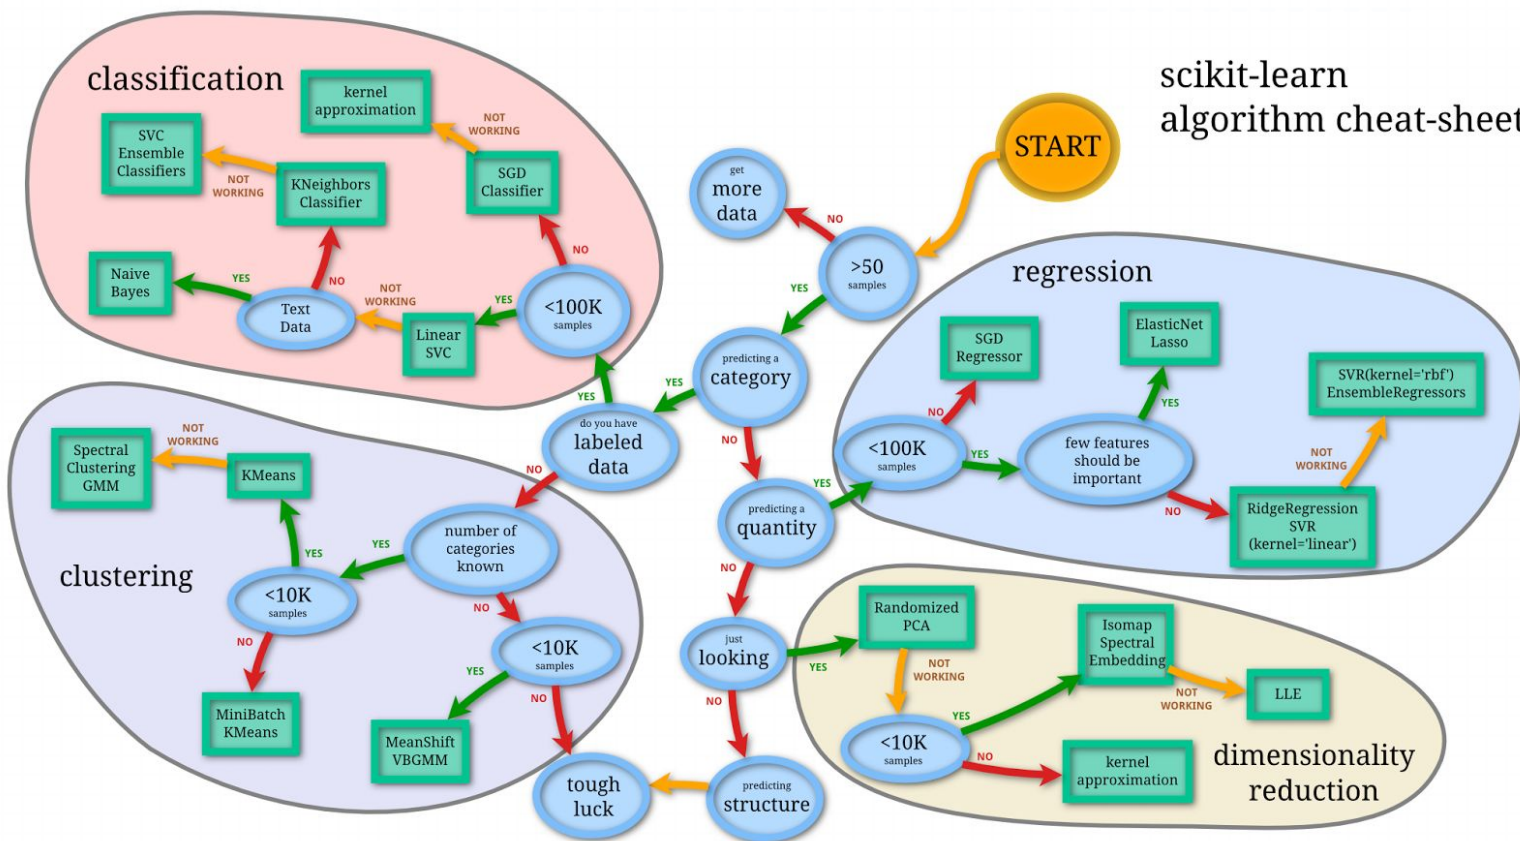 scikit-learn
algorithm cheat-sheet
START
classification
kernel
approximation
NOT
WORKING
SVC
Ensemble
Classifiers
NOT
WORKING
KNeighbors
Classifier
SGD
Classifier
NO
YES
Naive
Bayes
NO
Text
Data
NOT
WORKING
Linear
SVC
YES
<100K
samples
YES
get
more
data
NO
>50
samples
YES
predicting a
category
YES
do you have
labeled
data
NO
NO
predicting a
quantity
YES
NO
just
looking
YES
NO
predicting
structure
tough
luck
regression
SGD
Regressor
NO
<100K
samples
YES
ElasticNet
Lasso
YES
few features
should be
important
NO
SVR(kernel='rbf')
EnsembleRegressors
NOT
WORKING
RidgeRegression
SVR
(kernel='linear')
clustering
Spectral
Clustering
GMM
NOT
WORKING
KMeans
YES
<10K
samples
YES
number of
categories
known
NO
NO
MiniBatch
KMeans
<10K
samples
YES
NO
MeanShift
VBGMM
dimensionality
reduction
Randomized
PCA
NOT
WORKING
<10K
samples
YES
NO
Isomap
Spectral
Embedding
NOT
WORKING
LLE
kernel
approximation